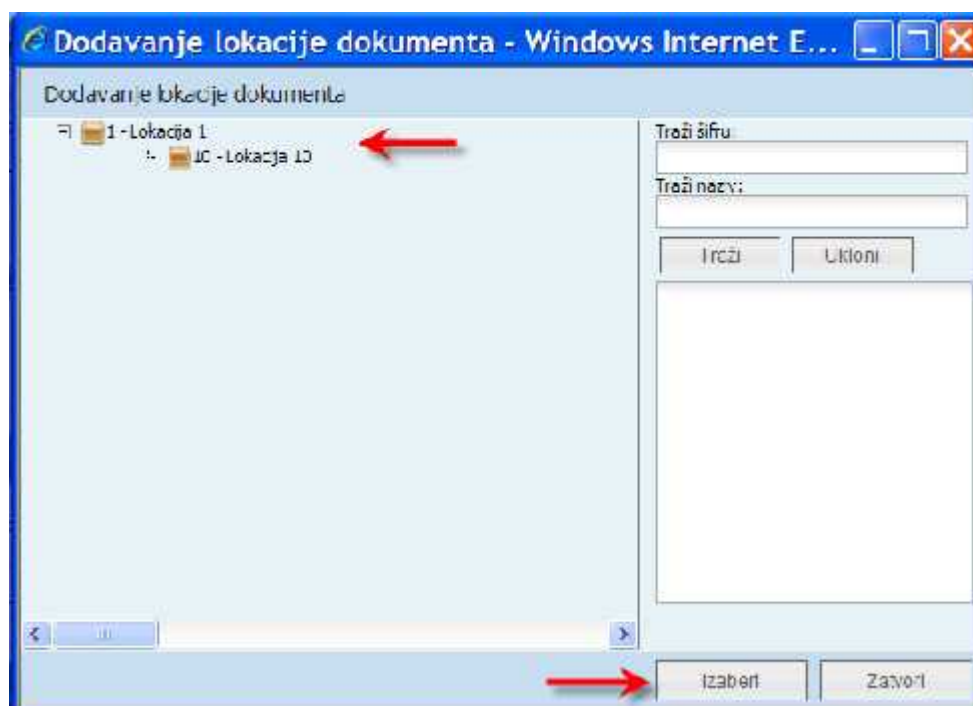 Dodavanje lokacije dokumenta - Windows Internet E...
Dodavanje lokacije dokumenta
1 - Lokacija 1
10 - Lokacija 10
Traži šifru:
Traži naziv:
Traži
Ukloni
Izaberi
Zatvori